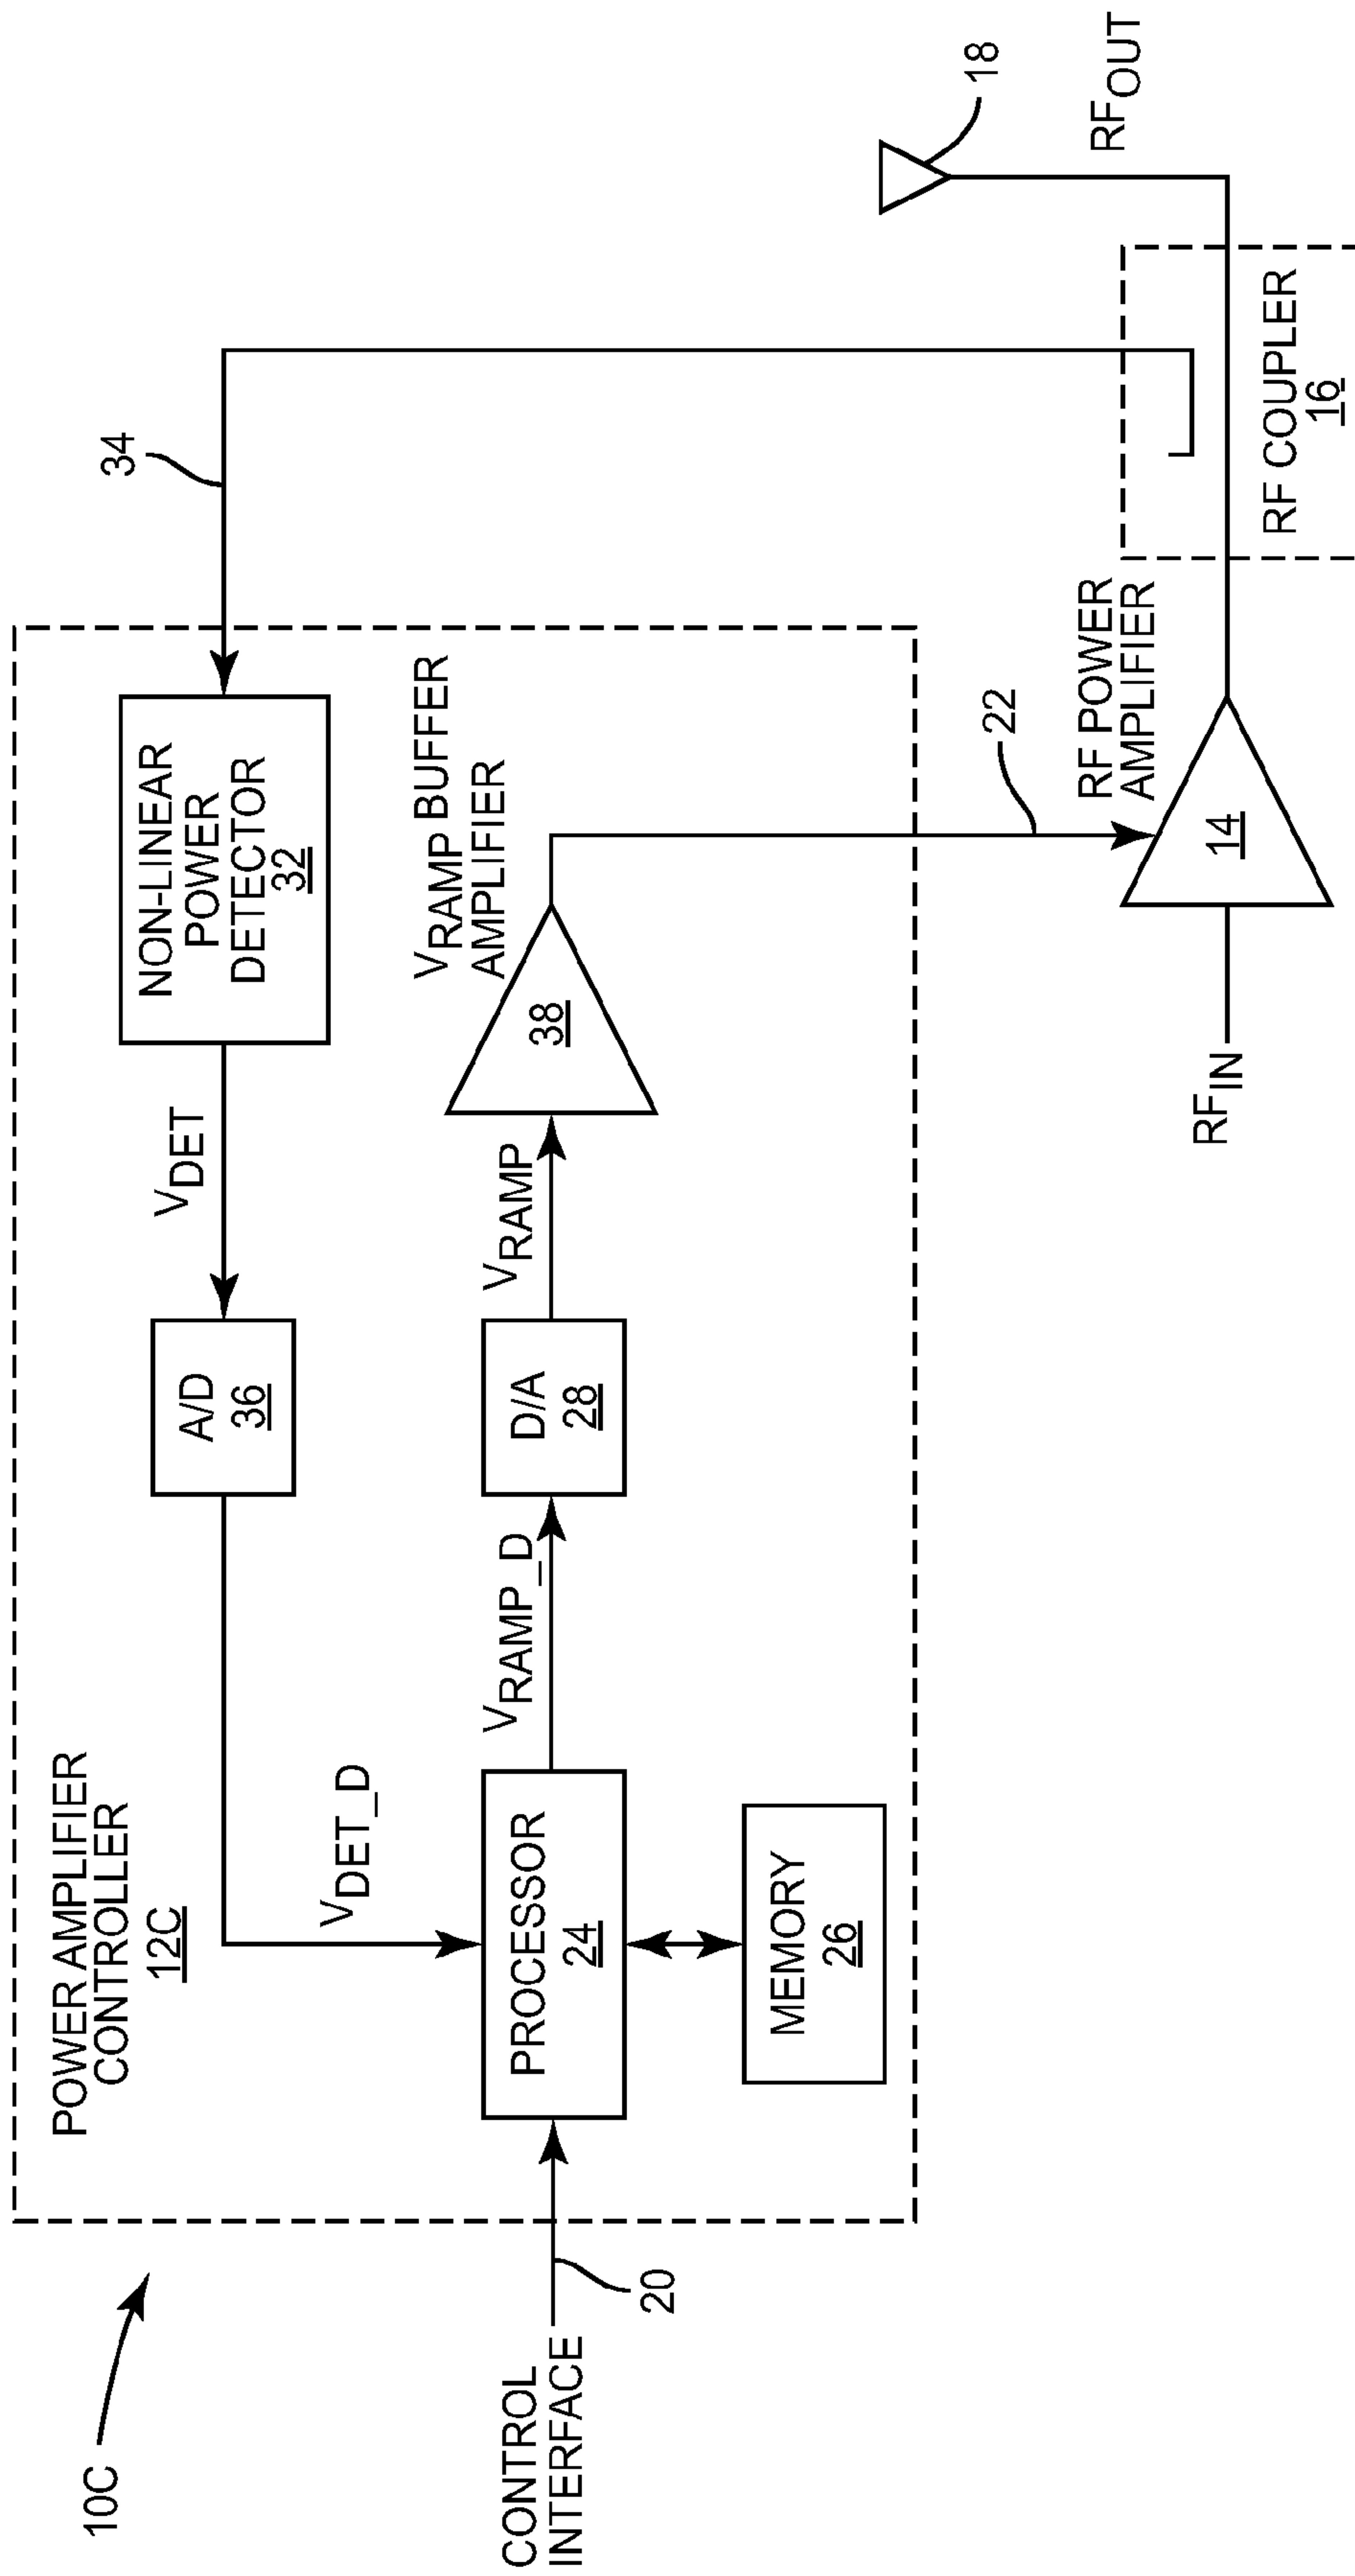 10C
POWER AMPLIFIER
CONTROLLER
12C
CONTROL
INTERFACE
20
PROCESSOR
24
MEMORY
26
VDET_D
VRAMP_D
A/D
36
D/A
28
VDET
VRAMP
NON-LINEAR
POWER
DETECTOR
32
VRAMP BUFFER
AMPLIFIER
38
34
22
RF POWER
AMPLIFIER
14
RFIN
RF COUPLER
16
18
RFOUT